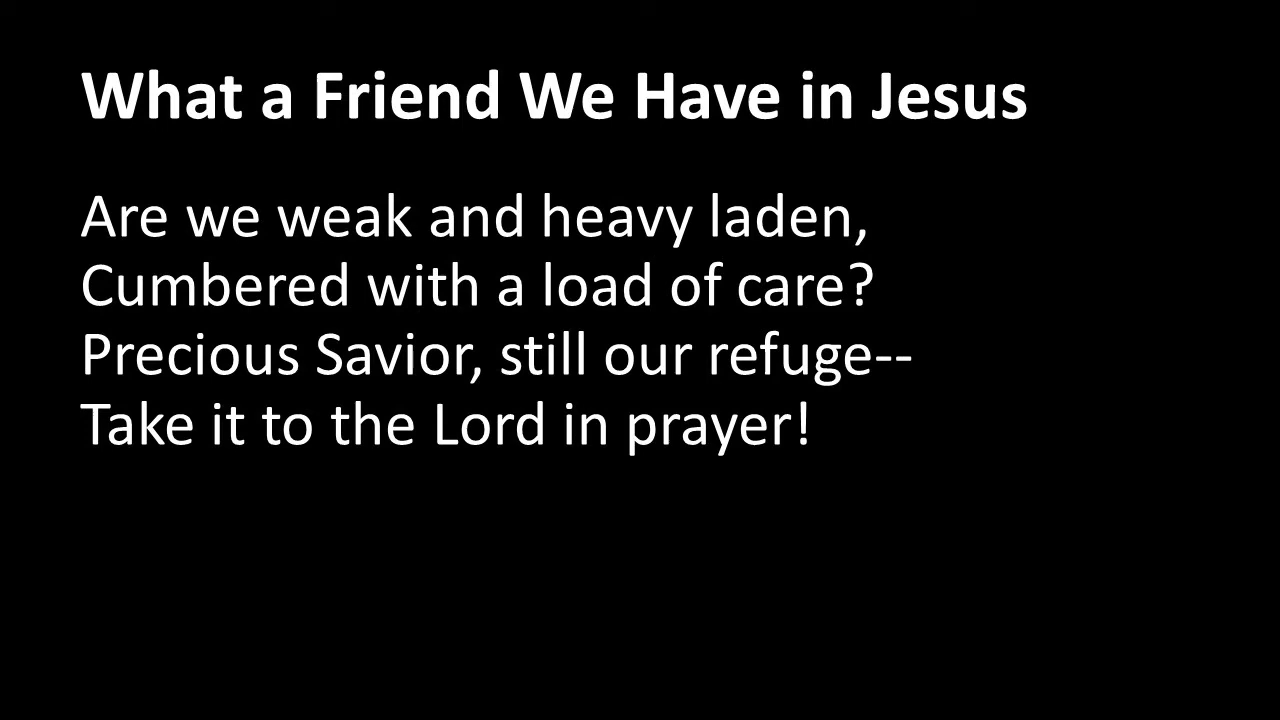 What a Friend We Have in Jesus
Are we weak and heavy laden,
Cumbered with a load of care?
Precious Savior, still our refuge--
Take it to the Lord in prayer!